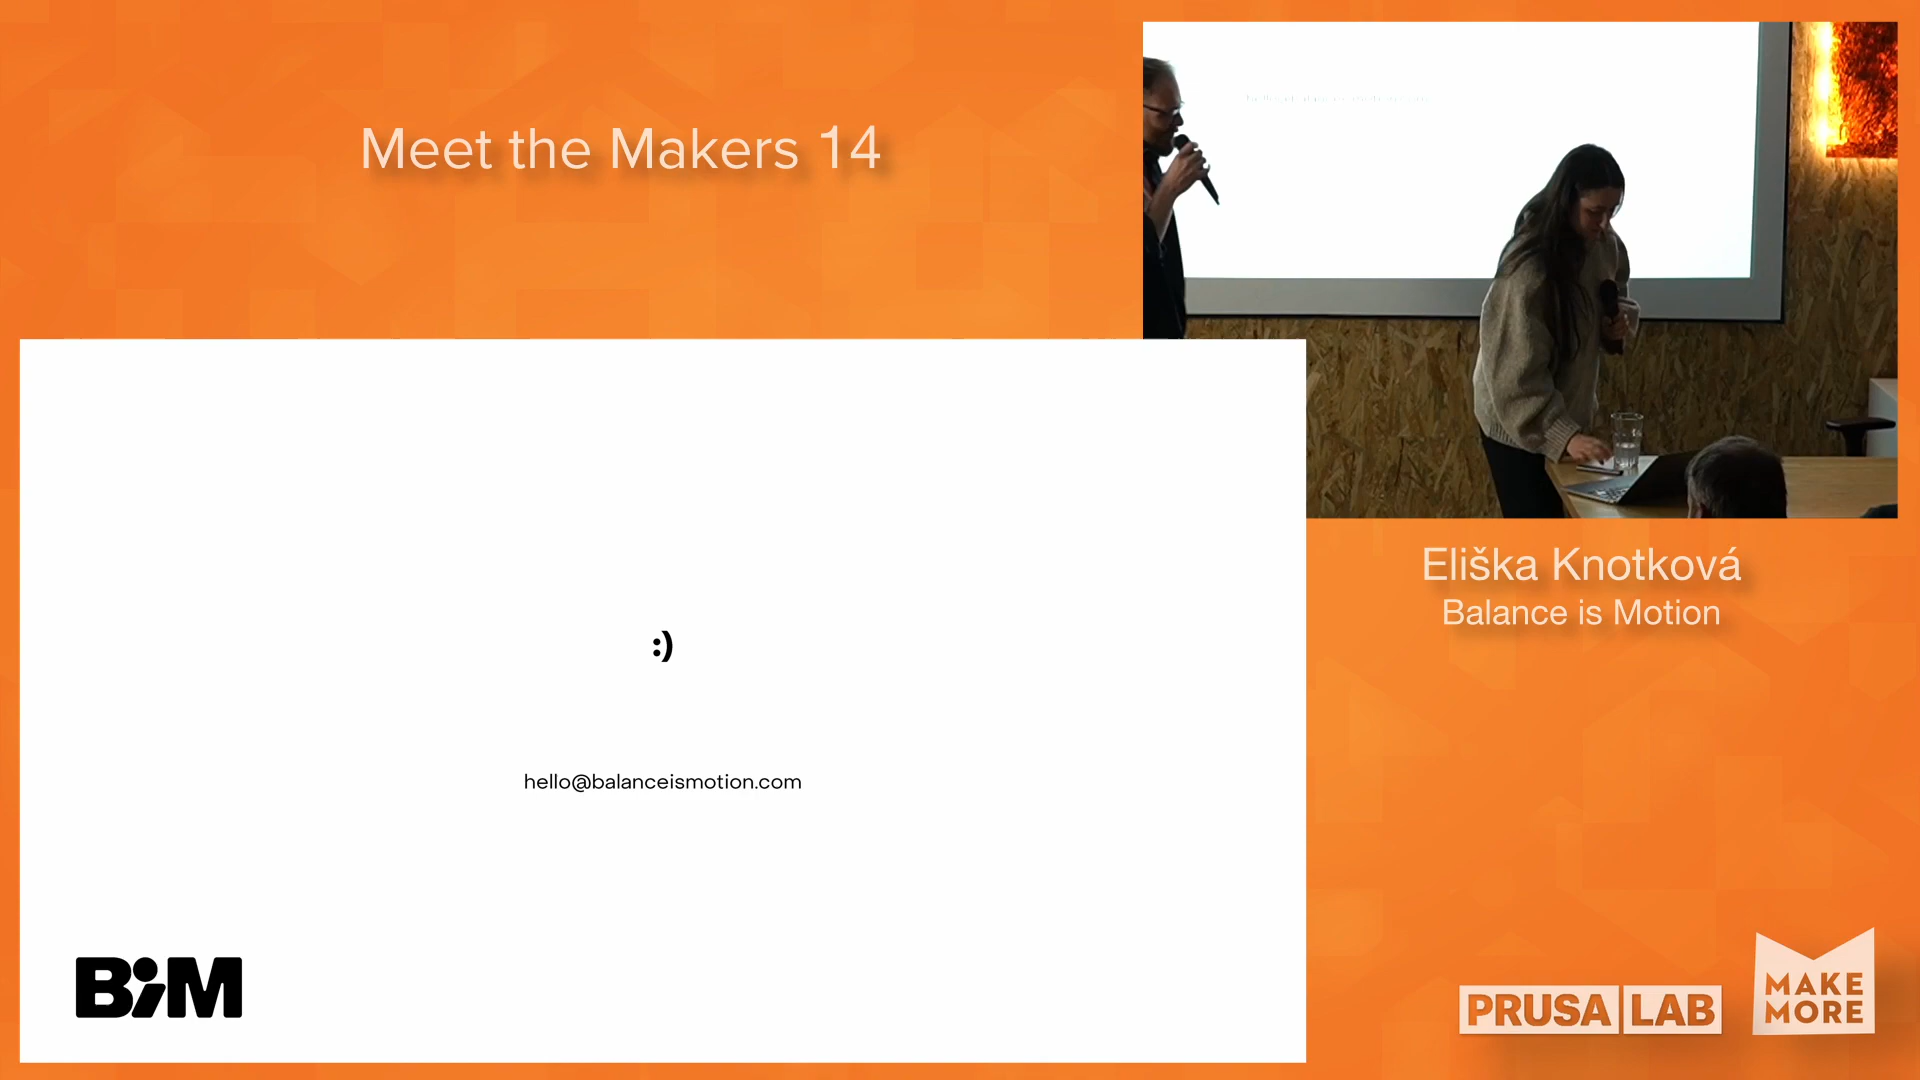 Meet the Makers 14
:)
hello@balanceismotion.com
BiM
Eliška Knotková
Balance is Motion
PRUSA LAB
MAKE
MORE